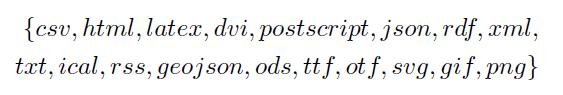 {csv, html, latex, dvi, postscript, json, rdf, xml,
txt, ical, rss, geojson, ods, ttf, otf, svg, gif, png}